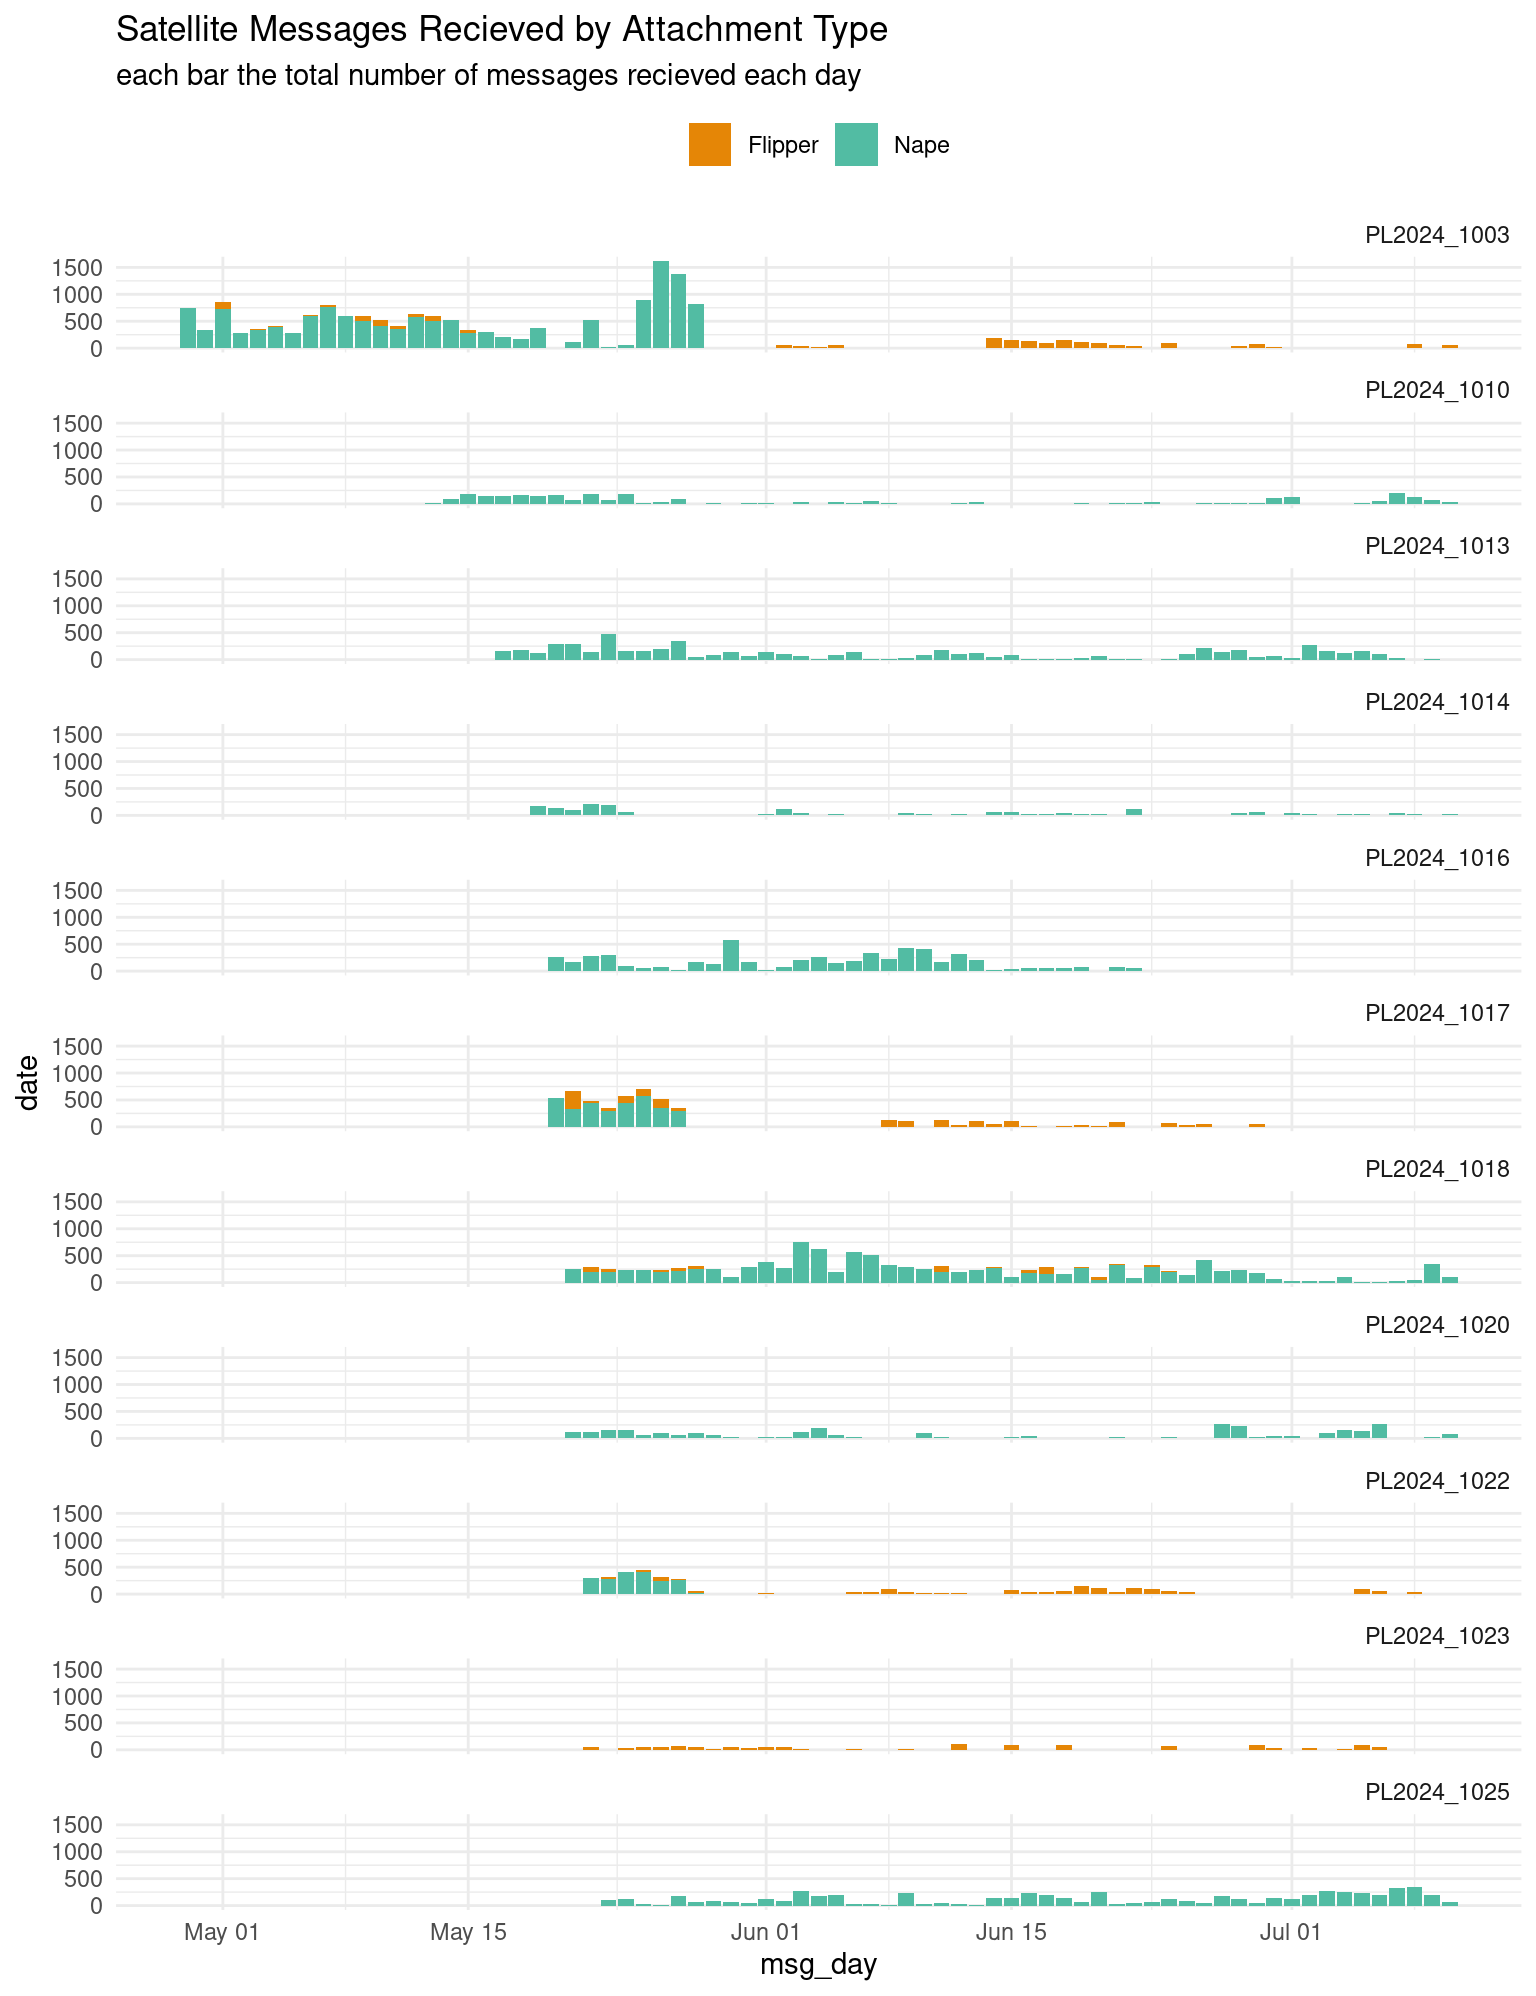 Satellite Messages Recieved by Attachment Type
each bar the total number of messages recieved each day
Flipper Nape
PL2024_1003
1500
1000
500
0
PL2024_1010
1500
1000
500
0
PL2024_1013
1500
1000
500
0
PL2024_1014
1500
1000
500
0
PL2024_1016
1500
1000
500
0
PL2024_1017
1500
1000
500
0
date
PL2024_1018
1500
1000
500
0
PL2024_1020
1500
1000
500
0
PL2024_1022
1500
1000
500
0
PL2024_1023
1500
1000
500
0
PL2024_1025
1500
1000
500
0
May 01 May 15 Jun 01 Jun 15 Jul 01
msg_day